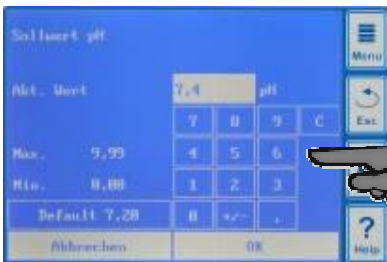 Sollwert pH
Menu
Akt. Wert 7,4 pH
Esc
7 8 9 C
Max. 9,99 4 5 6
Min. 0,00 1 2 3
Default 7,20 0 +/- ,
Help
Abbrechen OK